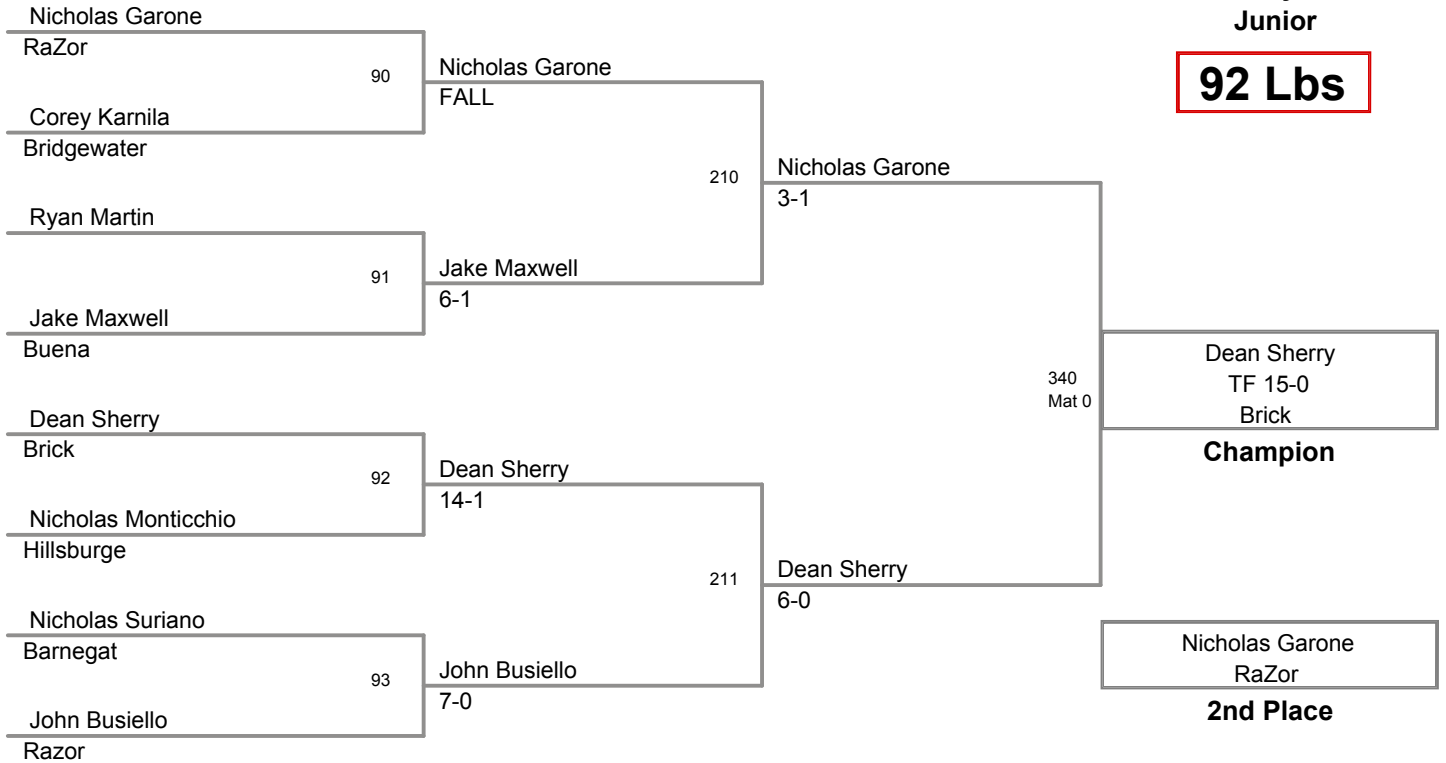 Junior
92 Lbs
Nicholas Garone
RaZor
90
Corey Karnila
Bridgewater
Nicholas Garone
FALL
Ryan Martin
91
Jake Maxwell
Buena
Jake Maxwell
6-1
210
Nicholas Garone
3-1
Dean Sherry
Brick
92
Nicholas Monticchio
Hillsburge
Dean Sherry
14-1
Nicholas Suriano
Barnegat
93
John Busiello
Razor
John Busiello
7-0
211
Dean Sherry
6-0
340
Mat 0
Dean Sherry
TF 15-0
Brick
Champion
Nicholas Garone
RaZor
2nd Place